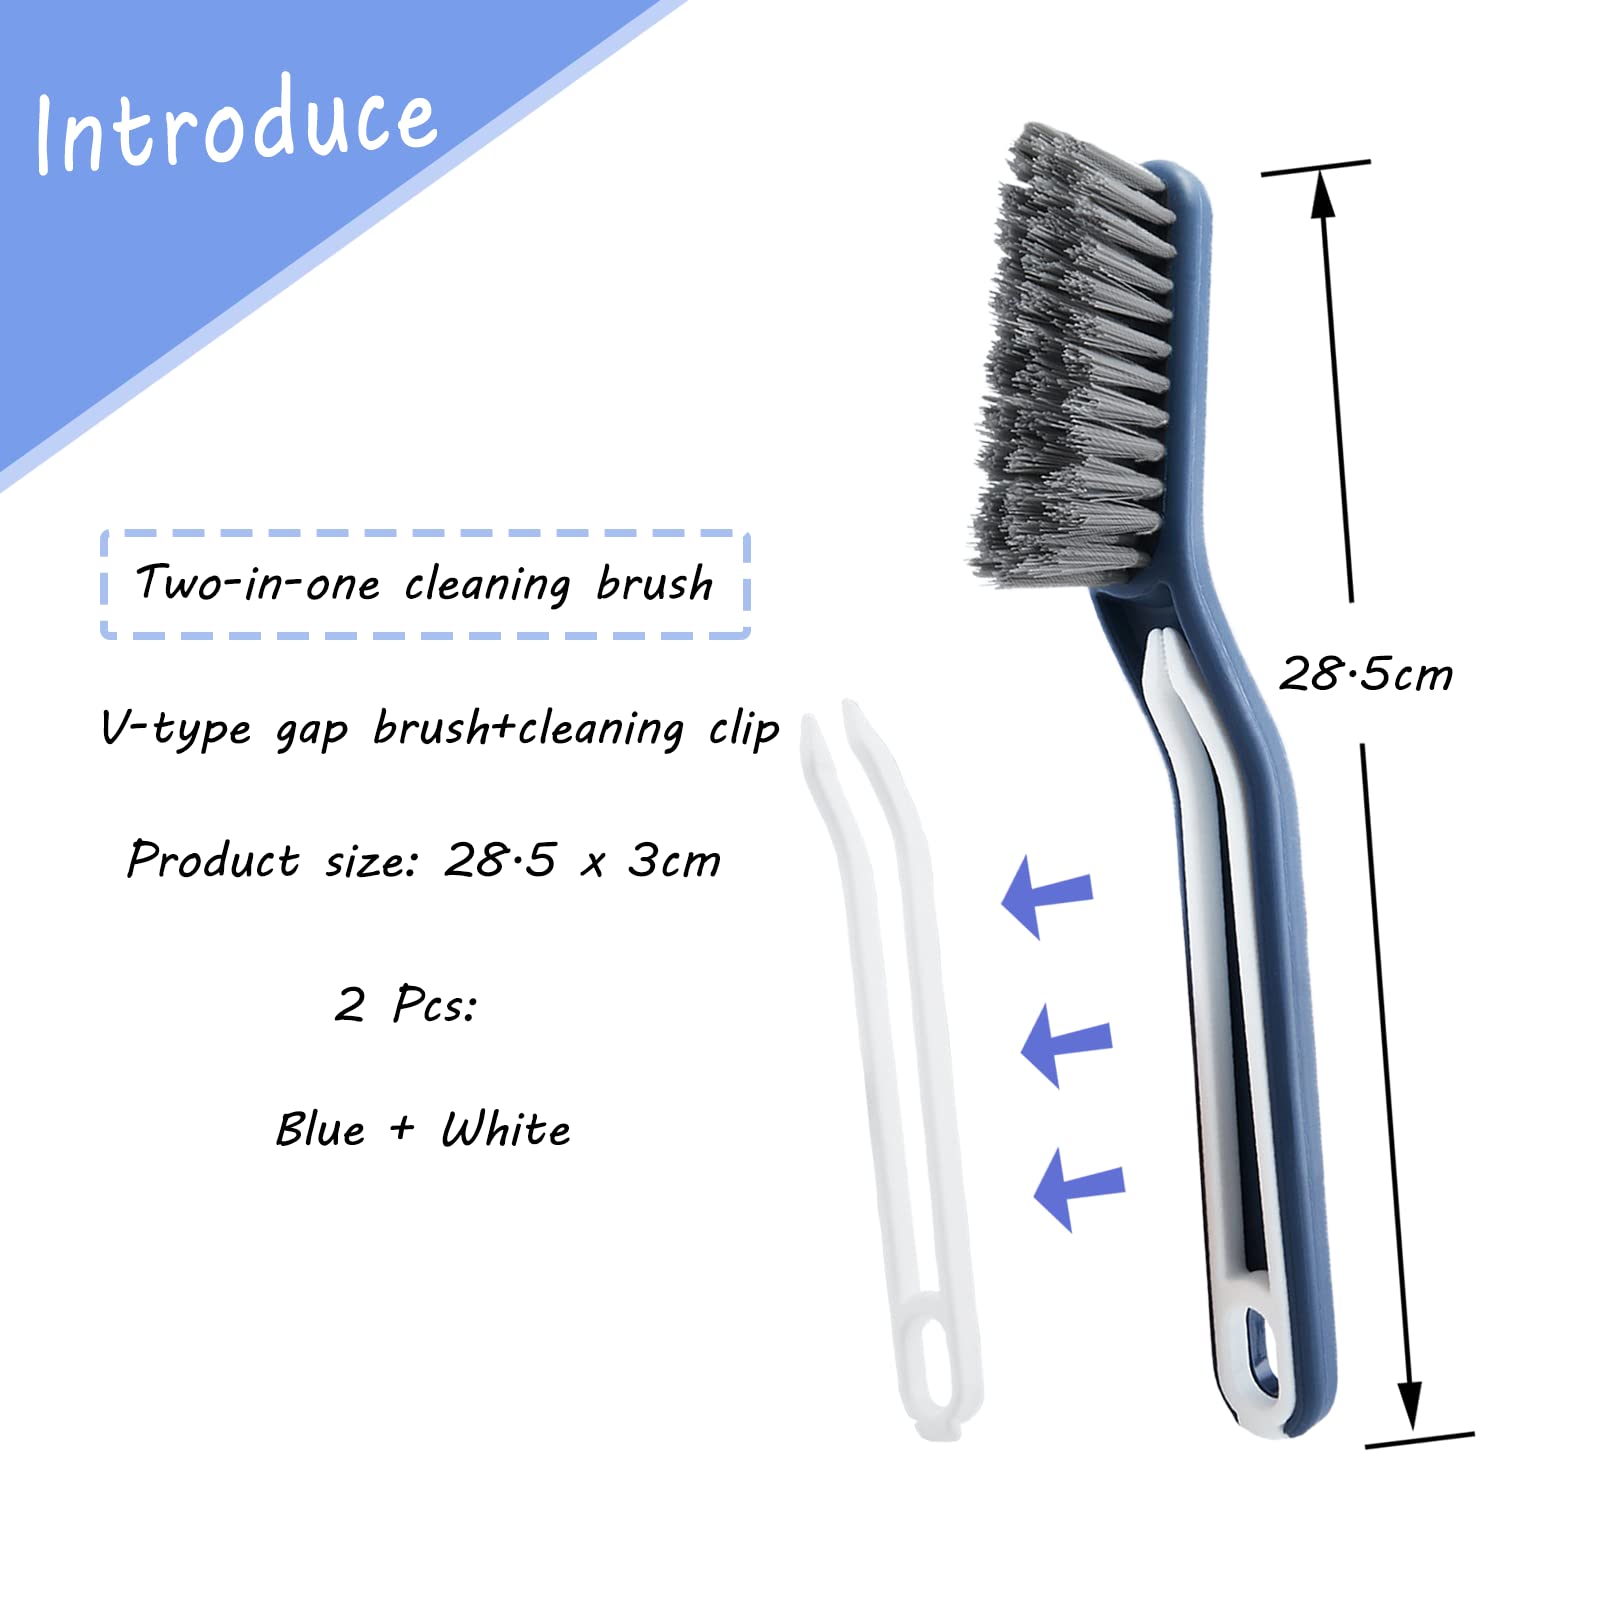 Introduce
Two-in-one cleaning brush
V-type gap brush+cleaning clip
Product size: 28.5 x 3cm
2 Pcs:
Blue + White
28.5cm